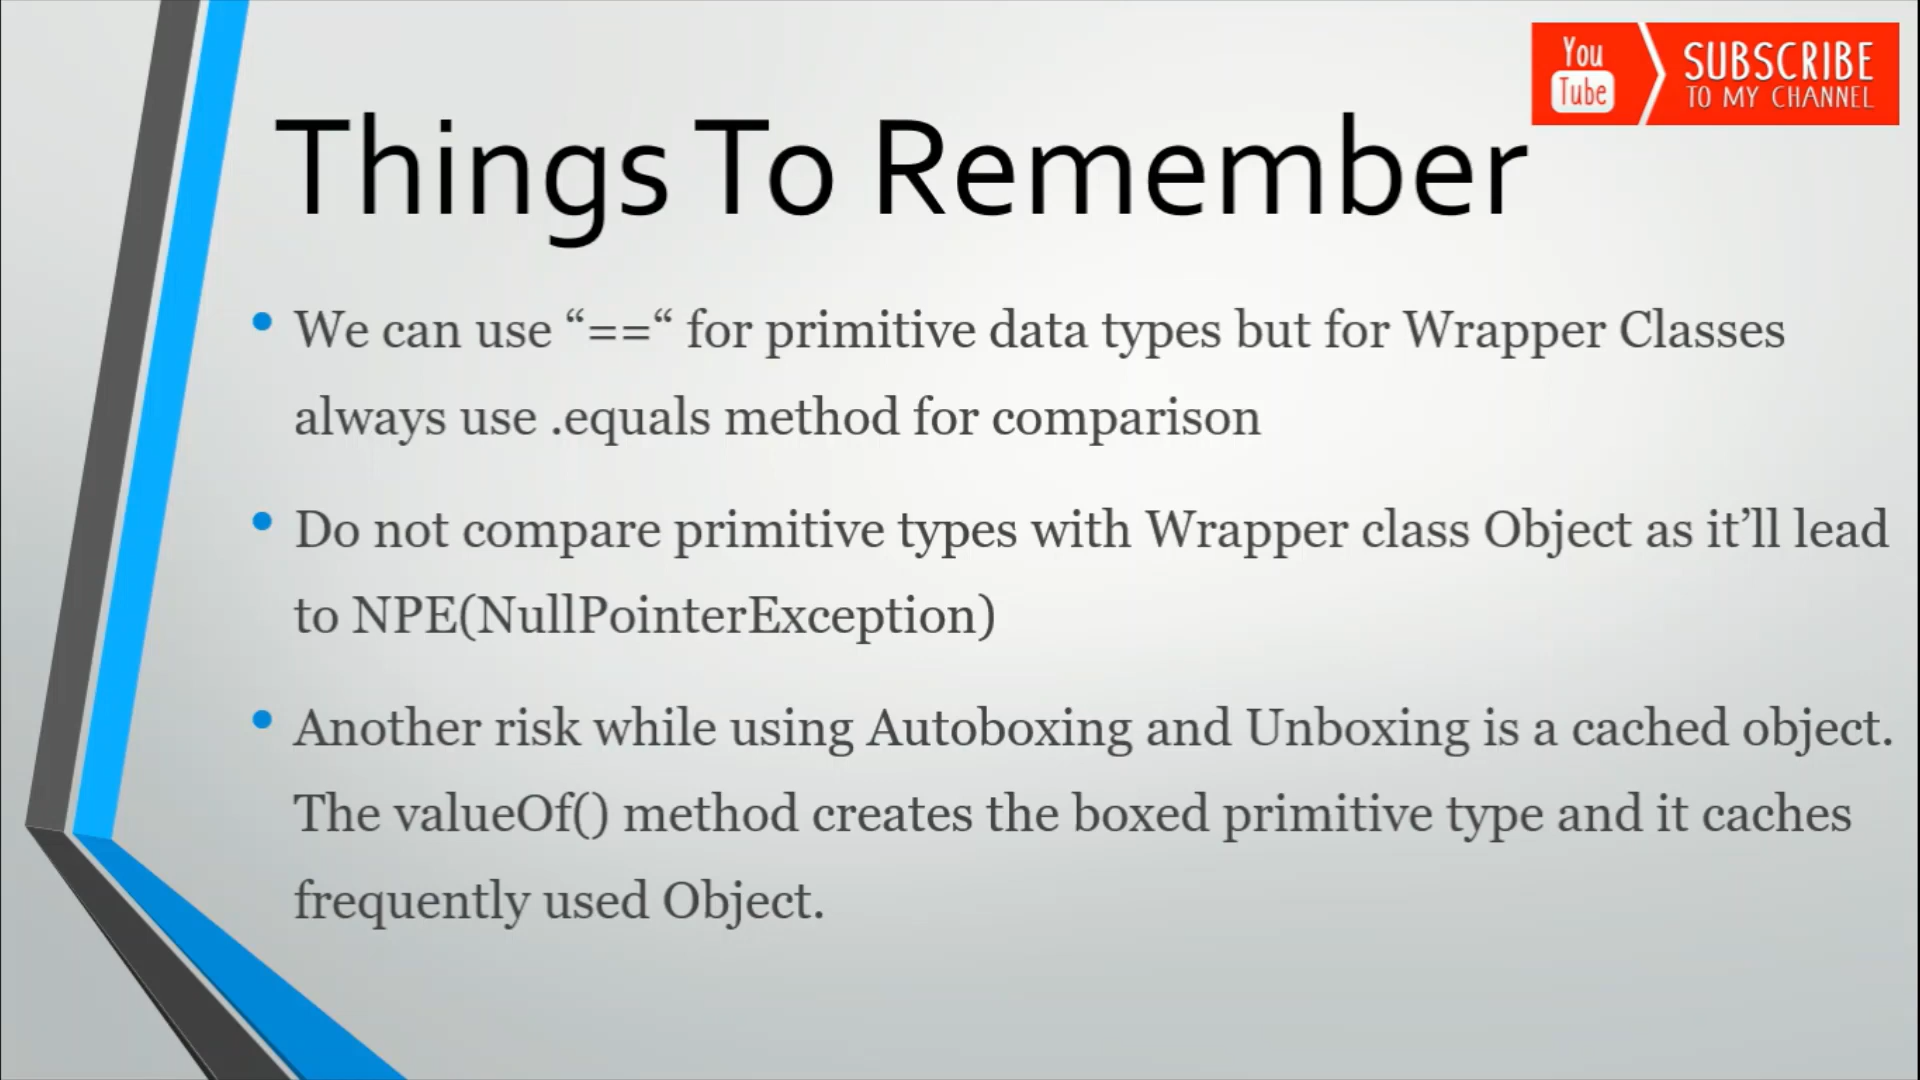 You
Tube
SUBSCRIBE
TO MY CHANNEL
Things To Remember
• We can use “==“ for primitive data types but for Wrapper Classes
always use .equals method for comparison
• Do not compare primitive types with Wrapper class Object as it’ll lead
to NPE(NullPointerException)
• Another risk while using Autoboxing and Unboxing is a cached object.
The valueOf() method creates the boxed primitive type and it caches
frequently used Object.